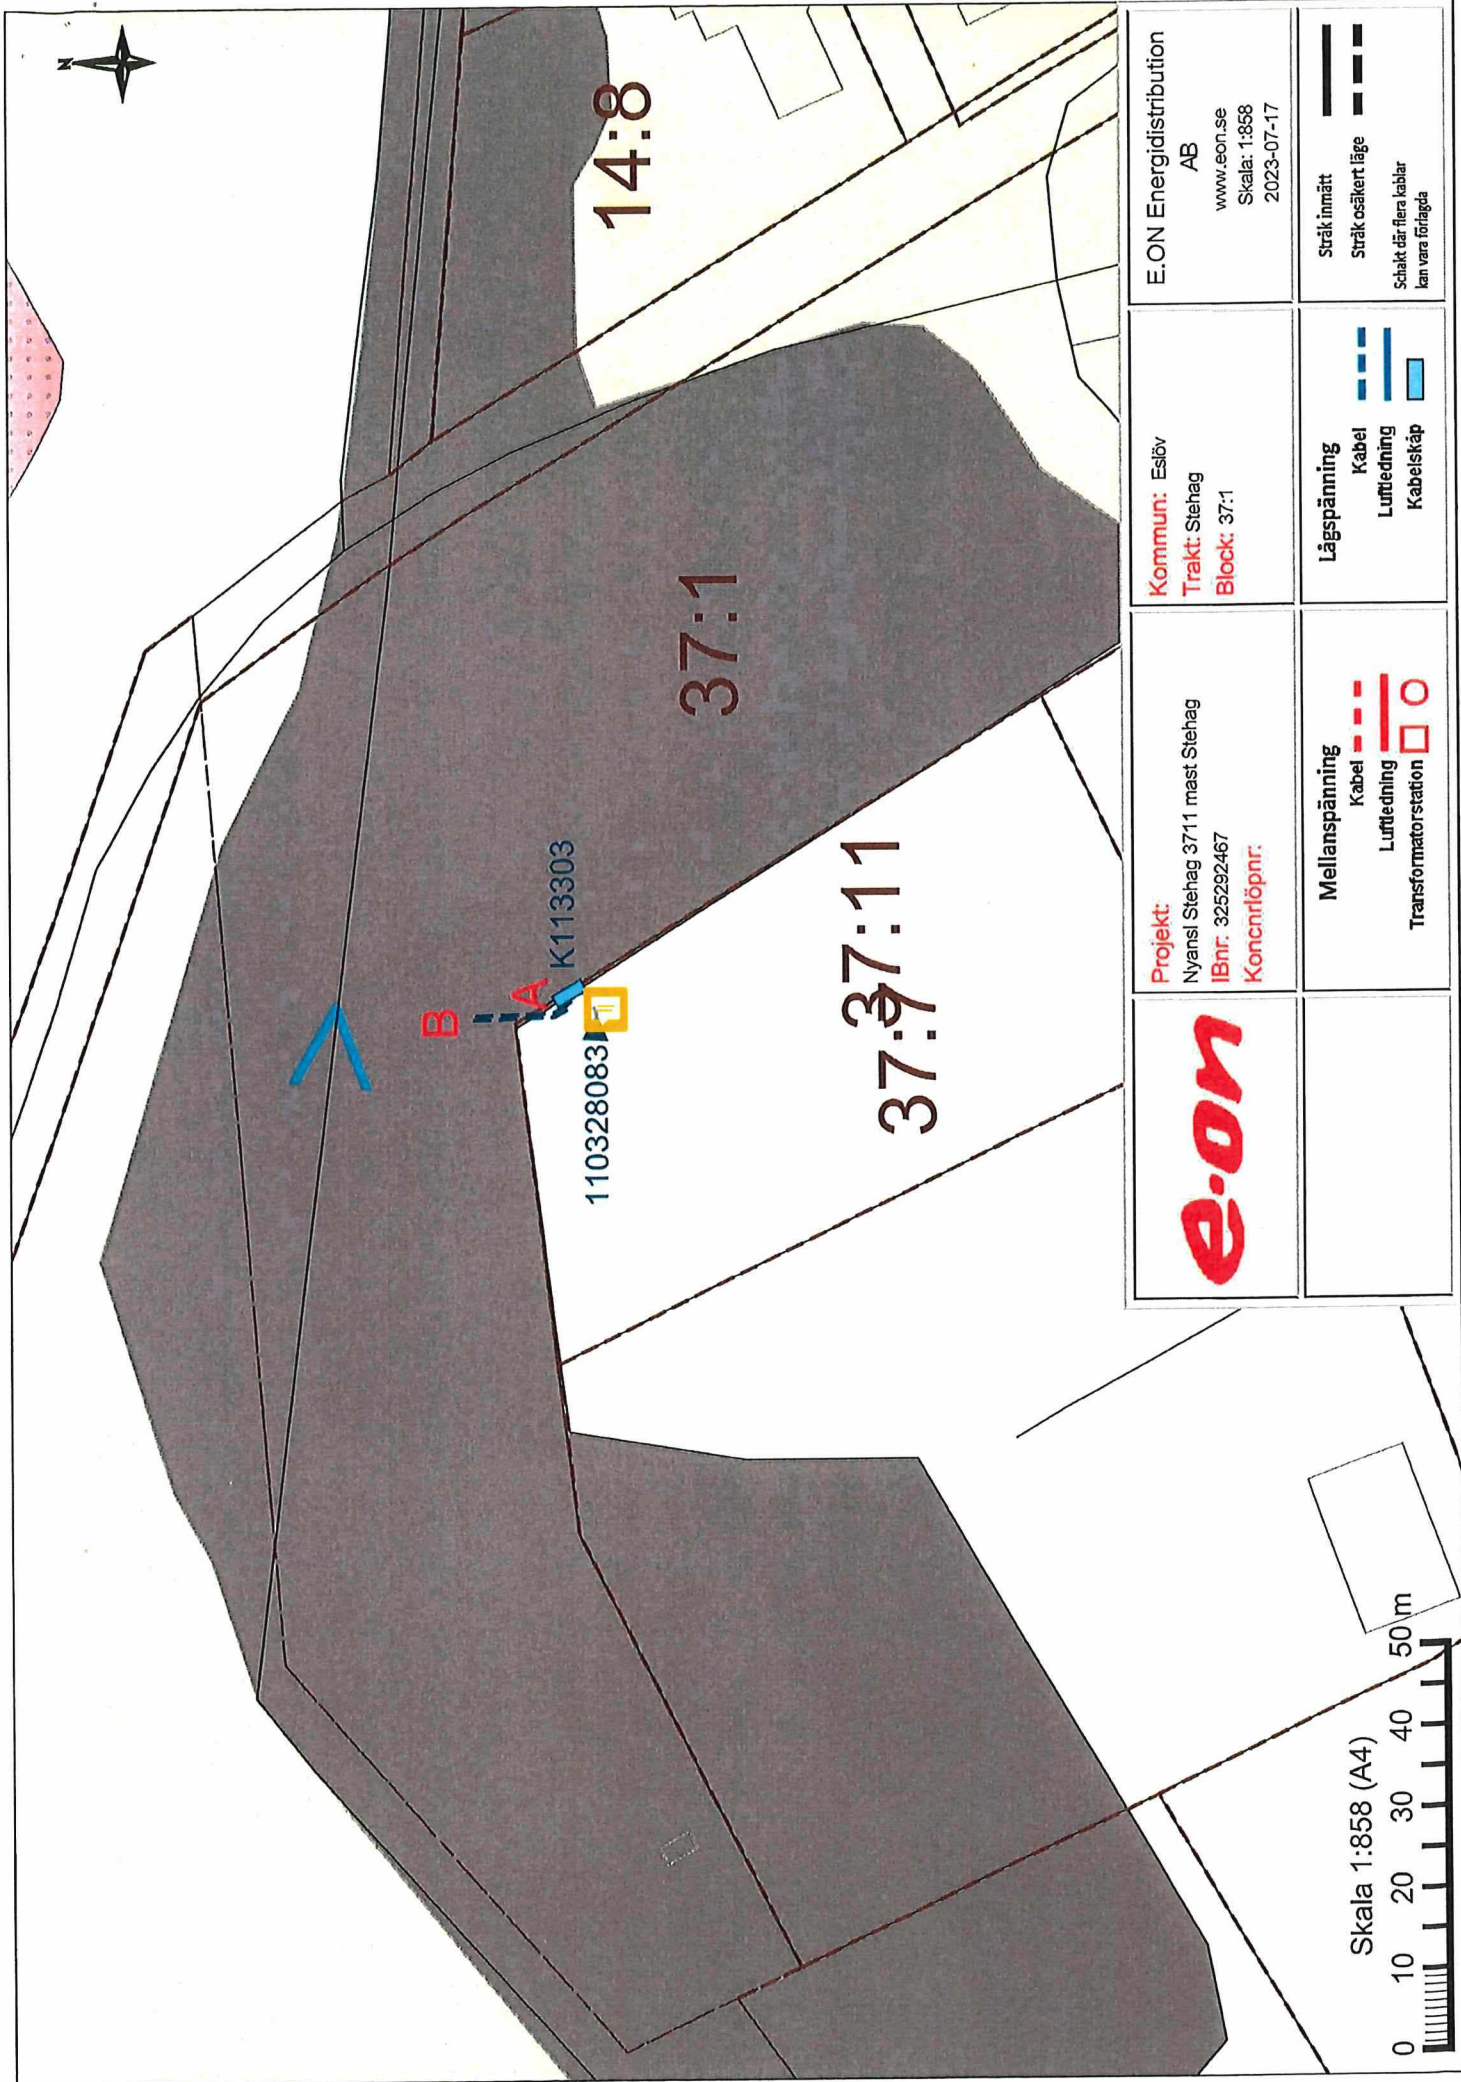 N
14:8
37:1
B
A
K113303
110328083
37:11
37:7
Skala 1:858 (A4)
0 10 20 30 40 50 m
e·on
Projekt:
Nyansl Stehag 3711 mast Stehag
IBnr: 325292467
Koncnrlöpnr:
Kommun: Eslöv
Trakt: Stehag
Block: 37:1
E.ON Energidistribution
AB
www.eon.se
Skala: 1:858
2023-07-17
Mellanspänning
Kabel
Luftledning
Transformatorstation
Lågspänning
Kabel
Luftledning
Kabelskåp
Stråk inmätt
Stråk osäkert läge
Schakt där flera kablar
kan vara förlagda